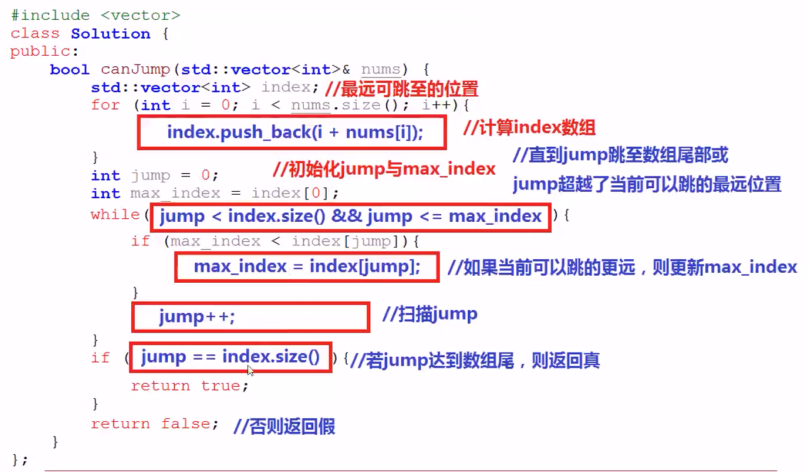 #include <vector>
class Solution {
public:
bool canJump(std::vector<int>& nums) {
std::vector<int> index; //最远可跳至的位置
for (int i = 0; i < nums.size(); i++){
index.push_back(i + nums[i]); //计算index数组
}
int jump = 0; //初始化jump与max_index //直到jump跳至数组尾部或
int max_index = index[0]; jump超越了当前可以跳的最远位置
while( jump < index.size() && jump <= max_index ){
if (max_index < index[jump]){
max_index = index[jump]; //如果当前可以跳的更远，则更新max_index
}
jump++; //扫描jump
}
if ( jump == index.size() ){ //若jump达到数组尾，则返回真
return true;
}
return false; //否则返回假
}
};